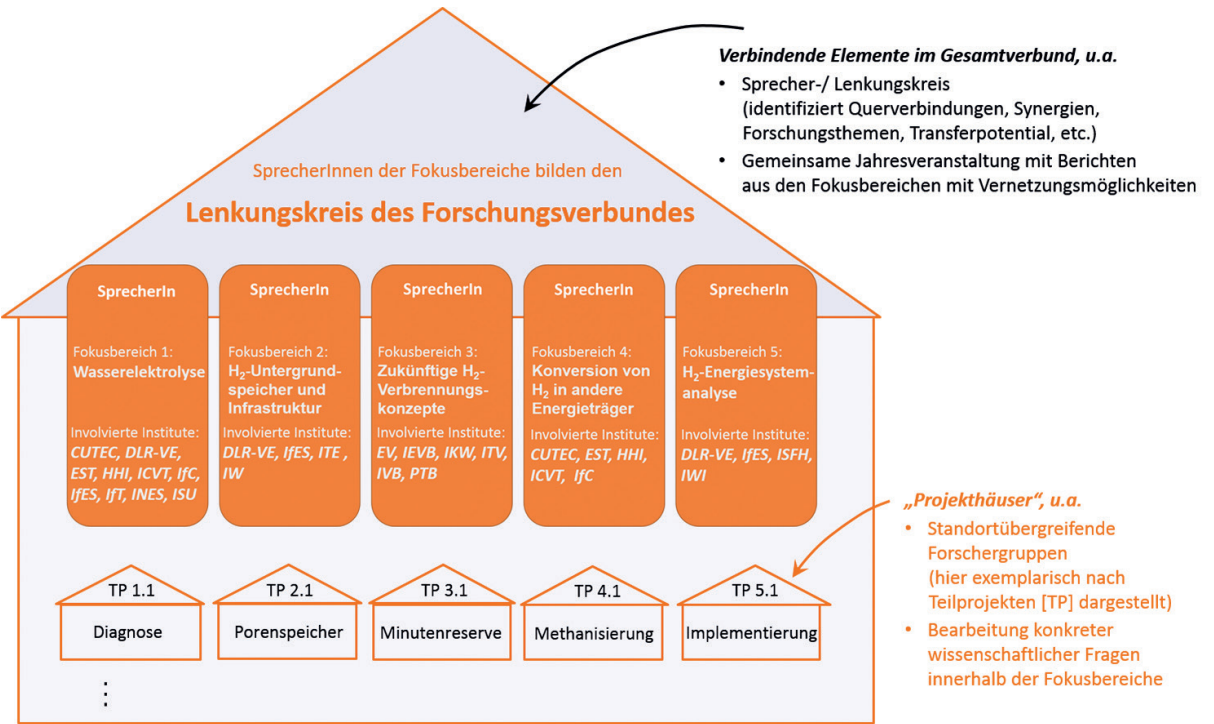 Verbindende Elemente im Gesamtverbund, u.a.
• Sprecher-/ Lenkungskreis
(identifiziert Querverbindungen, Synergien,
Forschungsthemen, Transferpotential, etc.)
• Gemeinsame Jahresveranstaltung mit Berichten
aus den Fokusbereichen mit Vernetzungsmöglichkeiten
SprecherInnen der Fokusbereiche bilden den
Lenkungskreis des Forschungsverbundes
SprecherIn
Fokusbereich 1:
Wasserelektrolyse
Involvierte Institute:
CUTEC, DLR-VE,
EST, HHI, ICVT, IfC,
IfES, IfT, INES, ISU
SprecherIn
Fokusbereich 2:
H₂-Untergrund-
speicher und
Infrastruktur
Involvierte Institute:
DLR-VE, IfES, ITE ,
IW
SprecherIn
Fokusbereich 3:
Zukünftige H₂-
Verbrennungs-
konzepte
Involvierte Institute:
EV, IEVB, IKW, ITV,
IVB, PTB
SprecherIn
Fokusbereich 4:
Konversion von
H₂ in andere
Energieträger
Involvierte Institute:
CUTEC, EST, HHI,
ICVT, IfC
SprecherIn
Fokusbereich 5:
H₂-Energiesystem-
analyse
Involvierte Institute:
DLR-VE, IfES, ISFH,
IWI
„Projekthäuser“, u.a.
• Standortübergreifende
Forschergruppen
(hier exemplarisch nach
Teilprojekten [TP] dargestellt)
• Bearbeitung konkreter
wissenschaftlicher Fragen
innerhalb der Fokusbereiche
TP 1.1
Diagnose
TP 2.1
Porenspeicher
TP 3.1
Minutenreserve
TP 4.1
Methanisierung
TP 5.1
Implementierung
⋮